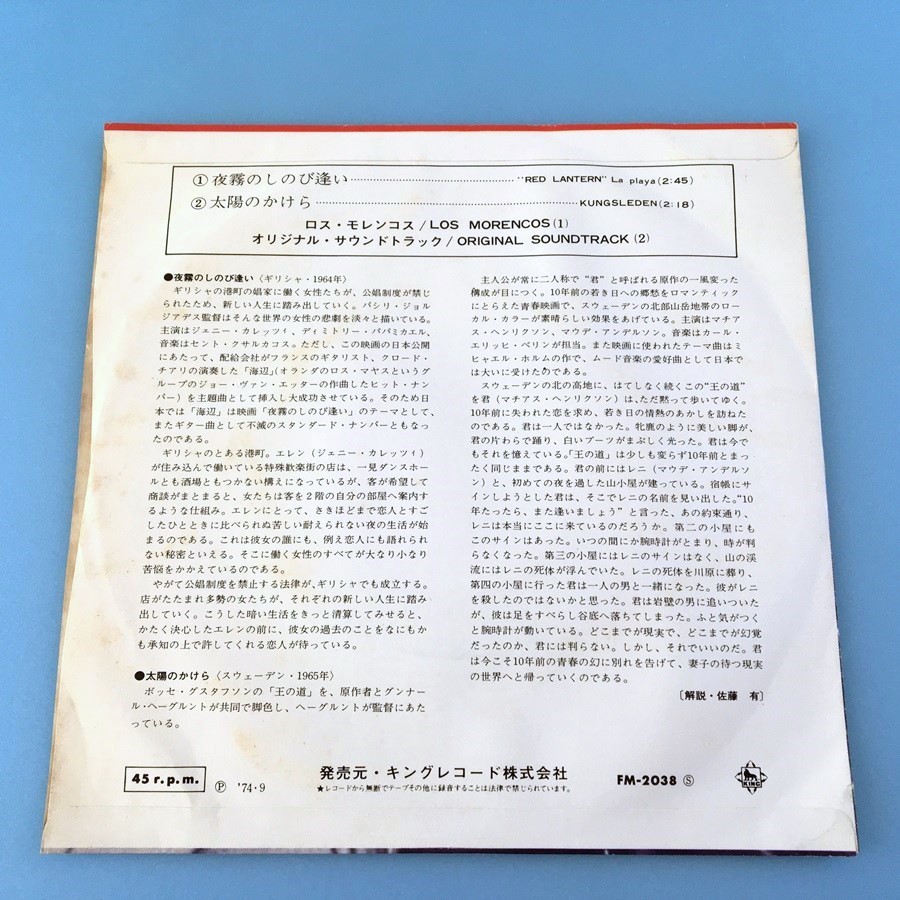 ①夜霧のしのび逢い…………………………"RED LANTERN" La playa(2:45)
②太陽のかけら…………………………………KUNGSLEDEN(2:18)
ロス・モレンコス/LOS MORENCOS(1)
オリジナル・サウンドトラック/ORIGINAL SOUNDTRACK(2)
●夜霧のしのび逢い〈ギリシャ・1964年〉
ギリシャの港町の娼家に働く女性たちが、公娼制度が禁じ
られたため、新しい人生に踏み出していく。バシリ・ジョル
ジアデス監督はそんな世界の女性の悲劇を淡々と描いている。
主演はジェニー・カレッツィ、ディミトリー・パパミカエル、
音楽はセント・クサルカコス。ただし、この映画の日本公開
にあたって、配給会社がフランスのギタリスト、クロード・
チアリの演奏した「海辺」(オランダのロス・マヤスというグ
ループのジョー・ヴァン・エッターの作曲したヒット・ナン
バー)を主題曲として挿入し大功させている。そのため日
本では「海辺」は映画「夜霧のしのび逢い」のテーマとして、
またギター曲として不滅のスタンダード・ナンバーともなっ
たのである。
ギリシャのとある港町。エレン(ジェニー・カレッツィ)
が住み込んで働いている特殊歓楽街の店は、一見ダンスホー
ルとも酒場ともつかない構えになっているが、客が希望して
商談がまとまると、女たちは客を2階の自分の部屋へ案内す
るような仕組み。エレンにとって、さきほどまで恋人とすご
したひとときに比べられぬ苦しい耐えられない夜の生活が始
まるのである。これは彼女の誰にも、例え恋人にも語れれ
ない秘密といえる。そこに働く女性のすべてが大なり小なり
苦悩をかかえているのである。
やがて公娼制度を禁止する法律が、ギリシャでも成立する。
店がたたまれ多勢の女たちが、それぞれの新しい人生に踏み
出していく。こうした暗い生活をきっと清算してみせると、
かたく決心したエレンの前に、彼女の過去のことをなにもか
も承知の上で許してくれる恋人が待っている。
●太陽のかけら〈スウェーデン・1965年〉
ボッセ・グスタフソンの「王の道」を、原作者とグンナー
ル・ヘーグルントが共同で脚色し、ヘーグルントが監督にあた
っている。
主人公が常に二人称で"君"と呼ばれる原作の一風変った
構成が目につく。10年前の若き日への郷愁をロマンティック
にとらえた青春映画で、スウェーデンの北部山岳地帯のロー
カル・カラーが素晴らしい効果をあげている。主演はマチア
ス・ヘンリクソン、マウデ・アンデルソン。音楽はカール・
エリッヒ・ベリンが担当。また映画に使われたテーマ曲はミ
ヒャエル・ホルムの作で、ムード音楽の愛好曲として日本で
は大いに受けたのである。
スウェーデンの北の高地に、はてしなく続くこの"王の道"
を君(マチアス・ヘンリクソン)は、ただ黙って歩いてゆく。
10年前に失われた恋を求め、若き日の情熱のあかしを訪ねた
のである。君は一人ではなかった。牝鹿のように美しい脚が、
君の片わらで踊り、白いブーツがまぶしく光った。君は今で
もそれを憶えている。「王の道」は少しも変らず10年前とまっ
たく同じままである。君の前にはレニ(マウデ・アンデルソ
ン)と、初めての夜を過した山小屋が建っている。宿帳にサ
インしようとした君は、そこでレニの名前を見い出した。"10
年たったら、また逢いましょう"と言った、あの約束通り、
レニは本当にここに来ているのだろうか。第二の小屋にも
このサインはあった。いつの間にか腕時計がとまり、時が判
らなくなった。第三の小屋にはレニのサインはなく、山の渓
流にはレニの死体が浮んでいた。レニの死体を川原に葬り、
第四の小屋に行った君は一人の男と一緒になった。彼がレニ
を殺したのではないかと思った。君は岩壁の男に追いついた
が、彼は足をすべらし谷底へ落ちてしまった。ふと気がつく
と腕時計が動いている。どこまでが現実で、どこまでが幻覚
だったのか、君には判らない。しかし、それでいいのだ。君
は今こそ10年前の青春の幻に別れを告げて、妻子の待つ現実
の世界へと帰っていくのである。
〔解説・佐藤 有〕
45 r.p.m.
Ⓟ '74・9
発売元・キングレコード株式会社
★レコードから無断でテープその他に録音することは法律で禁じられています。
FM-2038 Ⓢ
KING